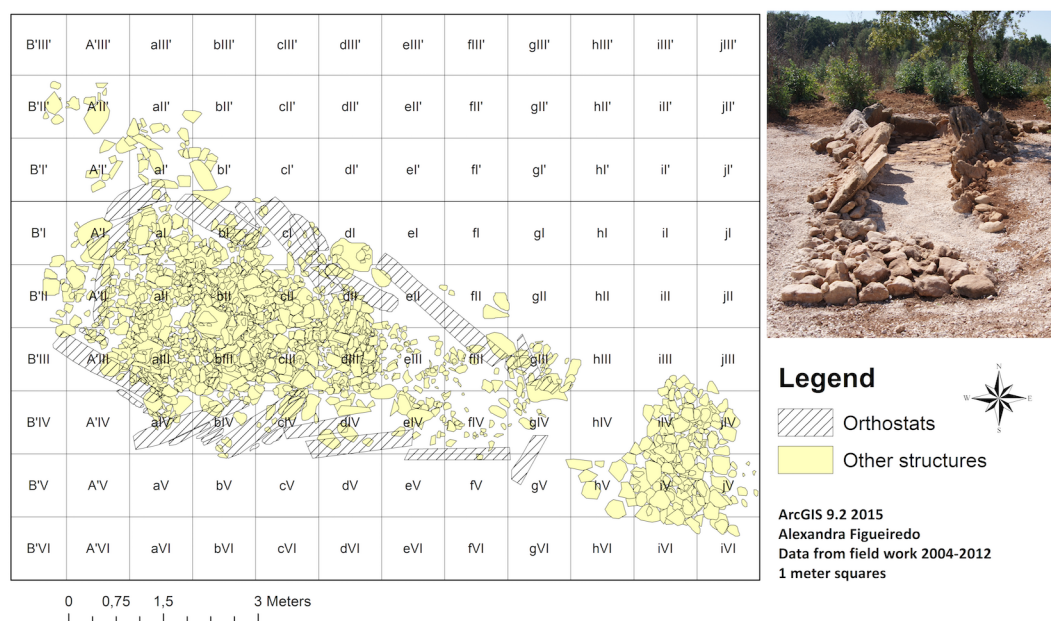 B'III' A'III' aIII' bIII' cIII' dIII' eIII' fIII' gIII' hIII' iIII' jIII'
B'II' A'II' aII' bII' cII' dII' eII' fII' gII' hII' iII' jII'
B'I' A'I' aI' bI' cI' dI' eI' fI' gI' hI' iI' jI'
B'I A'I aI bI cI dI eI fI gI hI iI jI
B'II A'II aII bII cII dII eII fII gII hII iII jII
B'III A'III aIII bIII cIII dIII eIII fIII gIII hIII iIII jIII
B'IV A'IV aIV bIV cIV dIV eIV fIV gIV hIV iIV jIV
B'V A'V aV bV cV dV eV fV gV hV iV jV
B'VI A'VI aVI bVI cVI dVI eVI fVI gVI hVI iVI iVI
0 0,75 1,5 3 Meters
Legend
N
W E
S
Orthostats
Other structures
ArcGIS 9.2 2015
Alexandra Figueiredo
Data from field work 2004-2012
1 meter squares